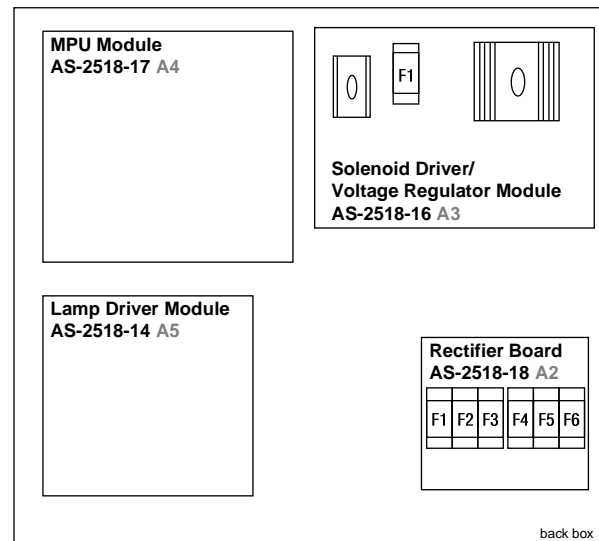 MPU Module
AS-2518-17 A4
F1
Solenoid Driver/
Voltage Regulator Module
AS-2518-16 A3
Lamp Driver Module
AS-2518-14 A5
Rectifier Board
AS-2518-18 A2
F1 F2 F3 F4 F5 F6
back box